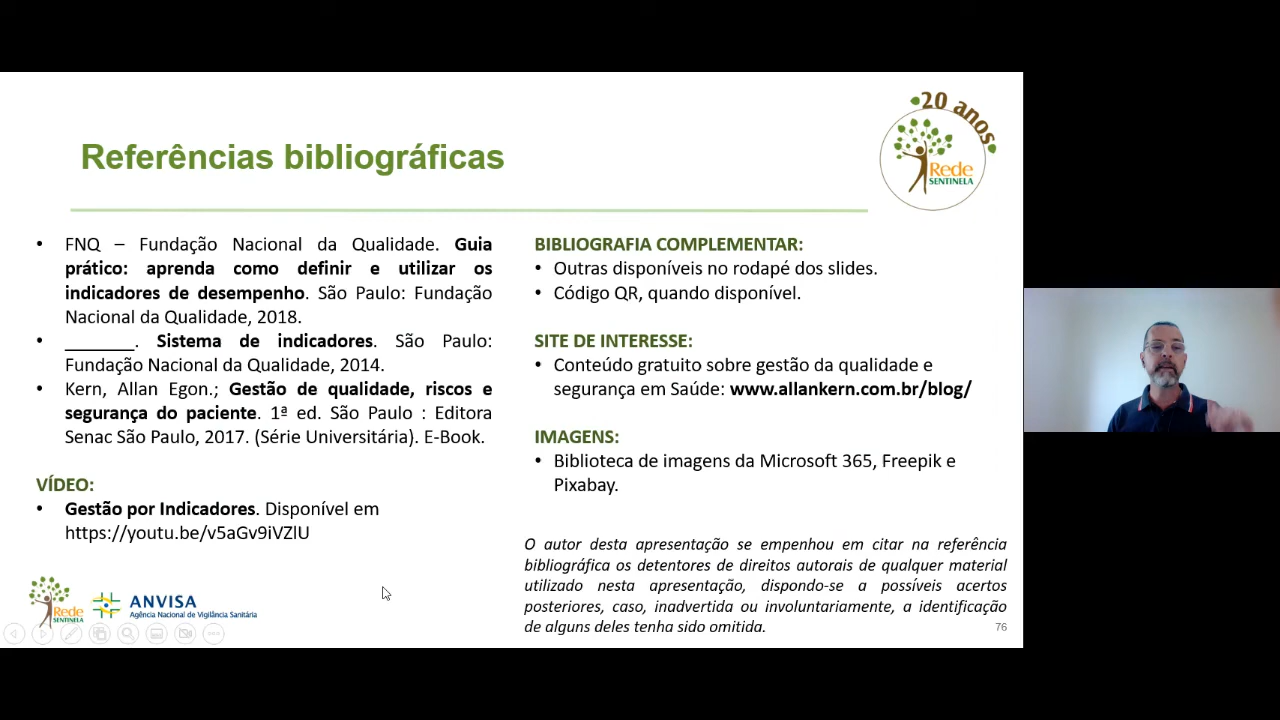 20 anos
Rede
SENTINELA
Referências bibliográficas
• FNQ – Fundação Nacional da Qualidade. Guia
prático: aprenda como definir e utilizar os
indicadores de desempenho. São Paulo: Fundação
Nacional da Qualidade, 2018.
• _______. Sistema de indicadores. São Paulo:
Fundação Nacional da Qualidade, 2014.
• Kern, Allan Egon.; Gestão de qualidade, riscos e
segurança do paciente. 1ª ed. São Paulo : Editora
Senac São Paulo, 2017. (Série Universitária). E-Book.
VÍDEO:
• Gestão por Indicadores. Disponível em
https://youtu.be/v5aGv9iVZlU
BIBLIOGRAFIA COMPLEMENTAR:
• Outras disponíveis no rodapé dos slides.
• Código QR, quando disponível.
SITE DE INTERESSE:
• Conteúdo gratuito sobre gestão da qualidade e
segurança em Saúde: www.allankern.com.br/blog/
IMAGENS:
• Biblioteca de imagens da Microsoft 365, Freepik e
Pixabay.
O autor desta apresentação se empenhou em citar na referência
bibliográfica os detentores de direitos autorais de qualquer material
utilizado nesta apresentação, dispondo-se a possíveis acertos
posteriores, caso, inadvertida ou involuntariamente, a identificação
de alguns deles tenha sido omitida.
Rede
SENTINELA
ANVISA
Agência Nacional de Vigilância Sanitária
76